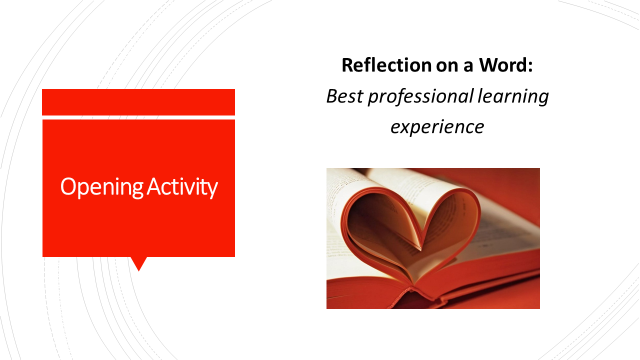 Opening Activity
Reflection on a Word:
Best professional learning
experience